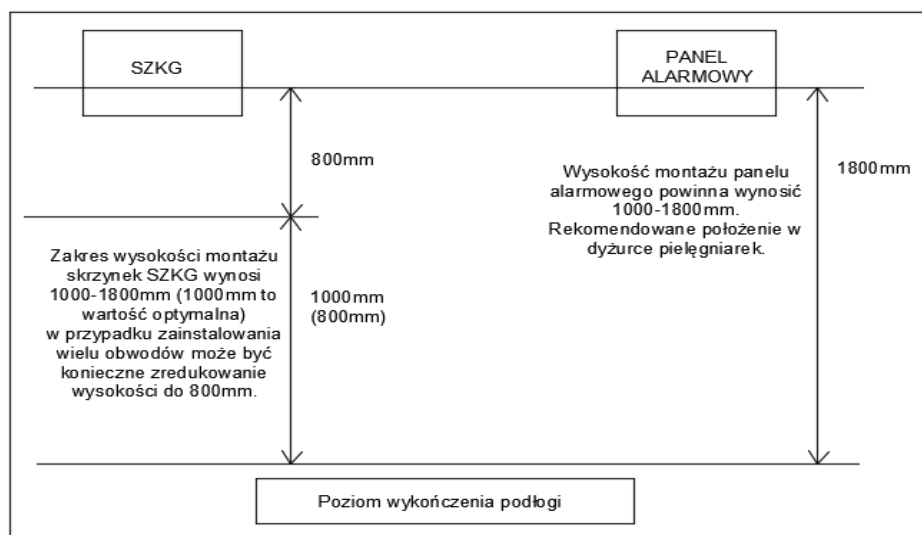 SZKG
PANEL
ALARMOWY
800mm
1800mm
Wysokość montażu panelu
alarmowego powinna wynosić
1000-1800mm.
Rekomendowane położenie w
dyżurce pielęgniarek.
Zakres wysokości montażu
skrzynek SZKG wynosi
1000-1800mm (1000mm to
wartość optymalna)
w przypadku zainstalowania
wielu obwodów może być
konieczne zredukowanie
wysokości do 800mm.
1000mm
(800mm)
Poziom wykończenia podłogi